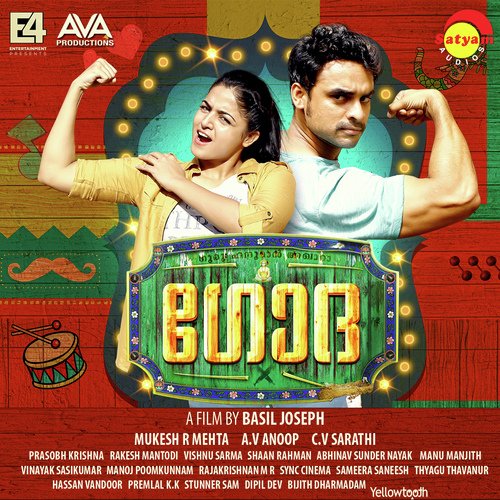 E4
ENTERTAINMENT
PRESENTS
AVA
PRODUCTIONS
Satyam
AUDIOS
ഗുരു ഹനുമാൻ അഖാഢ
ഗോദ
A FILM BY BASIL JOSEPH
MUKESH R MEHTA A.V ANOOP C.V SARATHI
PRASOBH KRISHNA RAKESH MANTODI VISHNU SARMA SHAAN RAHMAN ABHINAV SUNDER NAYAK MANU MANJITH
VINAYAK SASIKUMAR MANOJ POOMKUNNAM RAJAKRISHNAN M R SYNC CINEMA SAMEERA SANEESH THYAGU THAVANUR
HASSAN VANDOOR PREMLAL K.K STUNNER SAM DIPIL DEV BIJITH DHARMADAM
Yellowtooth